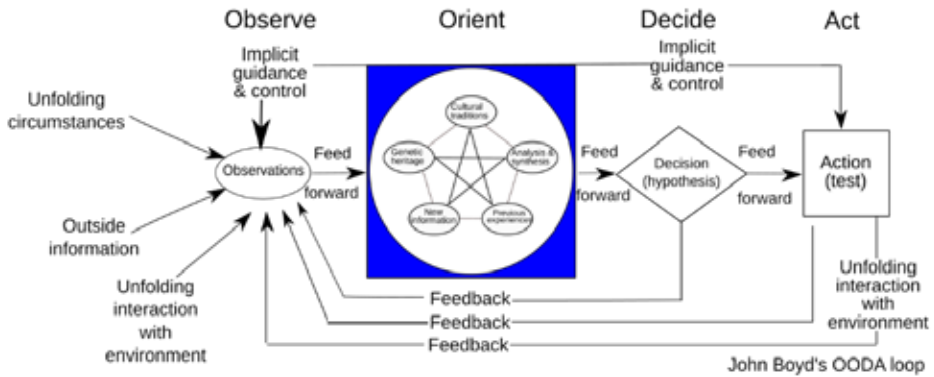 Observe
Orient
Decide
Act
Implicit
guidance
& control
Implicit
guidance
& control
Unfolding
circumstances
Observations
Feed
forward
Cultural
traditions
Genetic
heritage
Analysis &
synthesis
New
information
Previous
experiences
Feed
forward
Decision
(hypothesis)
Feed
forward
Action
(test)
Outside
information
Unfolding
interaction
with
environment
Unfolding
interaction
with
environment
Feedback
Feedback
Feedback
John Boyd's OODA loop